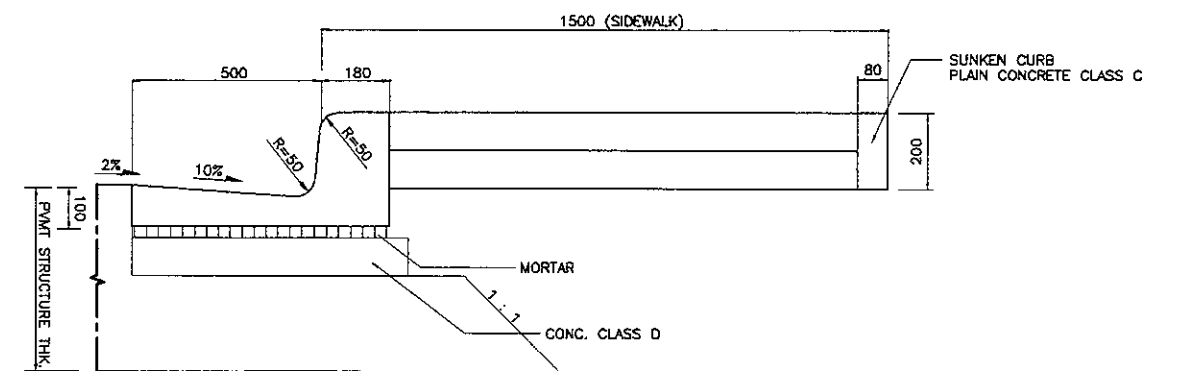 1500 (SIDEWALK)
500
180
80
SUNKEN CURB
PLAIN CONCRETE CLASS C
R=50
R=50
2%
10%
200
100
PVMT STRUCTURE THK.
MORTAR
1 : 1
CONC. CLASS D